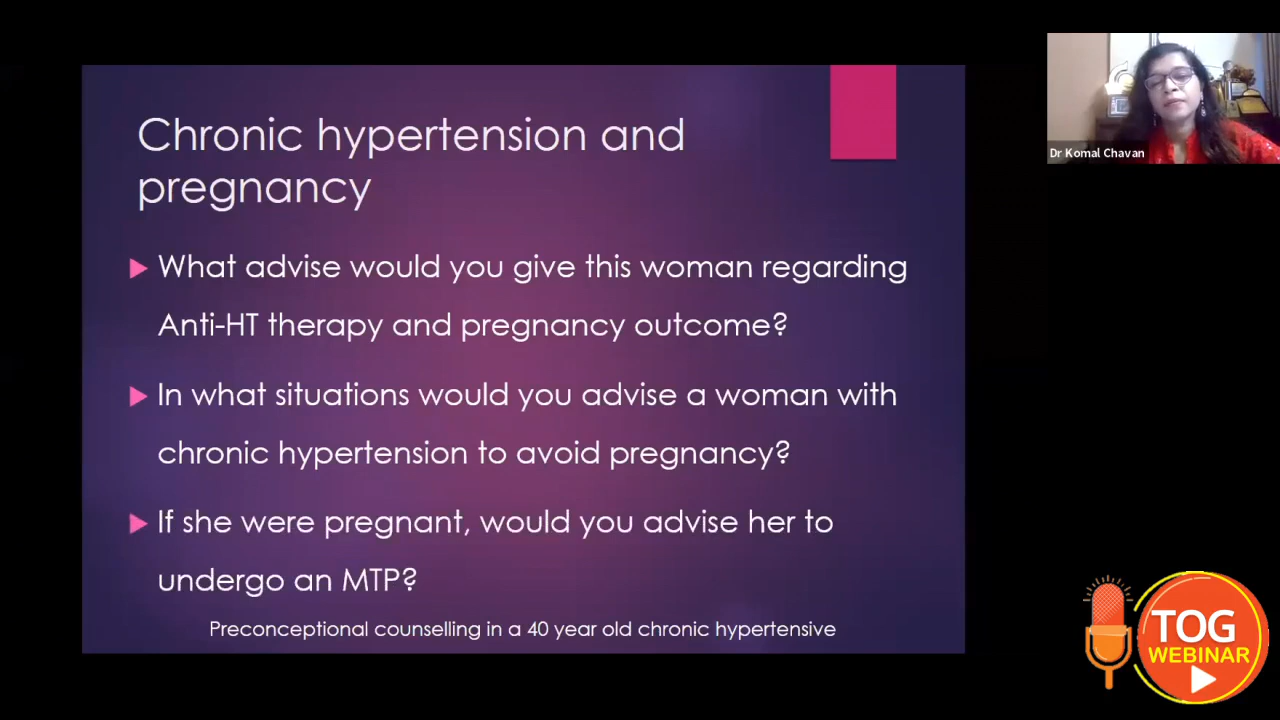 Chronic hypertension and
pregnancy
What advise would you give this woman regarding
Anti-HT therapy and pregnancy outcome?
In what situations would you advise a woman with
chronic hypertension to avoid pregnancy?
If she were pregnant, would you advise her to
undergo an MTP?
Preconceptional counselling in a 40 year old chronic hypertensive
Dr Komal Chavan
TOG
WEBINAR